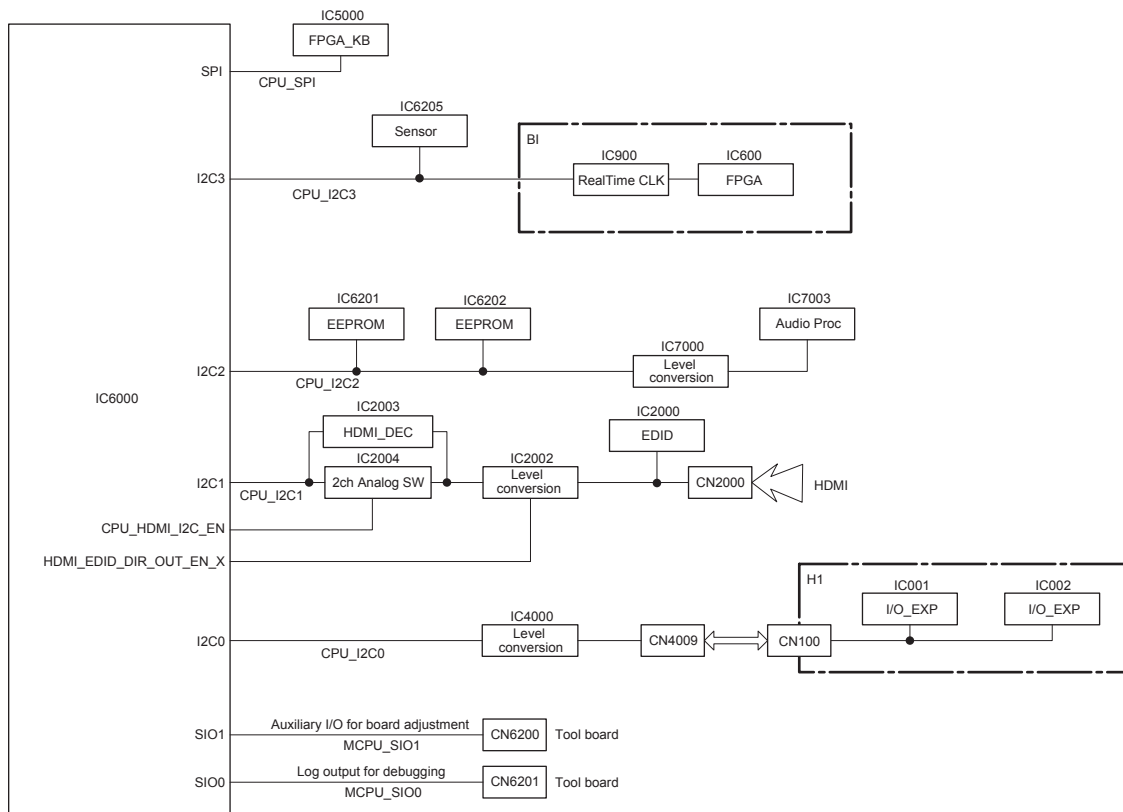 IC5000
FPGA_KB
SPI
CPU_SPI
IC6205
Sensor
BI
IC900
IC600
RealTime CLK
FPGA
I2C3
CPU_I2C3
IC6201
IC6202
IC7003
EEPROM
EEPROM
Audio Proc
IC7000
Level
conversion
I2C2
CPU_I2C2
IC6000
IC2003
HDMI_DEC
IC2000
EDID
IC2004
2ch Analog SW
IC2002
Level
conversion
CN2000
HDMI
I2C1
CPU_I2C1
CPU_HDMI_I2C_EN
HDMI_EDID_DIR_OUT_EN_X
H1
IC001
IC002
I/O_EXP
I/O_EXP
IC4000
Level
conversion
CN4009
CN100
I2C0
CPU_I2C0
SIO1
Auxiliary I/O for board adjustment
MCPU_SIO1
CN6200
Tool board
SIO0
Log output for debugging
MCPU_SIO0
CN6201
Tool board